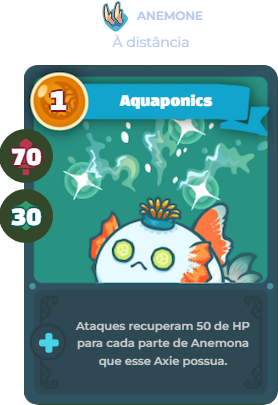 ANEMONE
À distância
1
Aquaponics
70
30
Ataques recuperam 50 de HP
para cada parte de Anemona
que esse Axie possua.